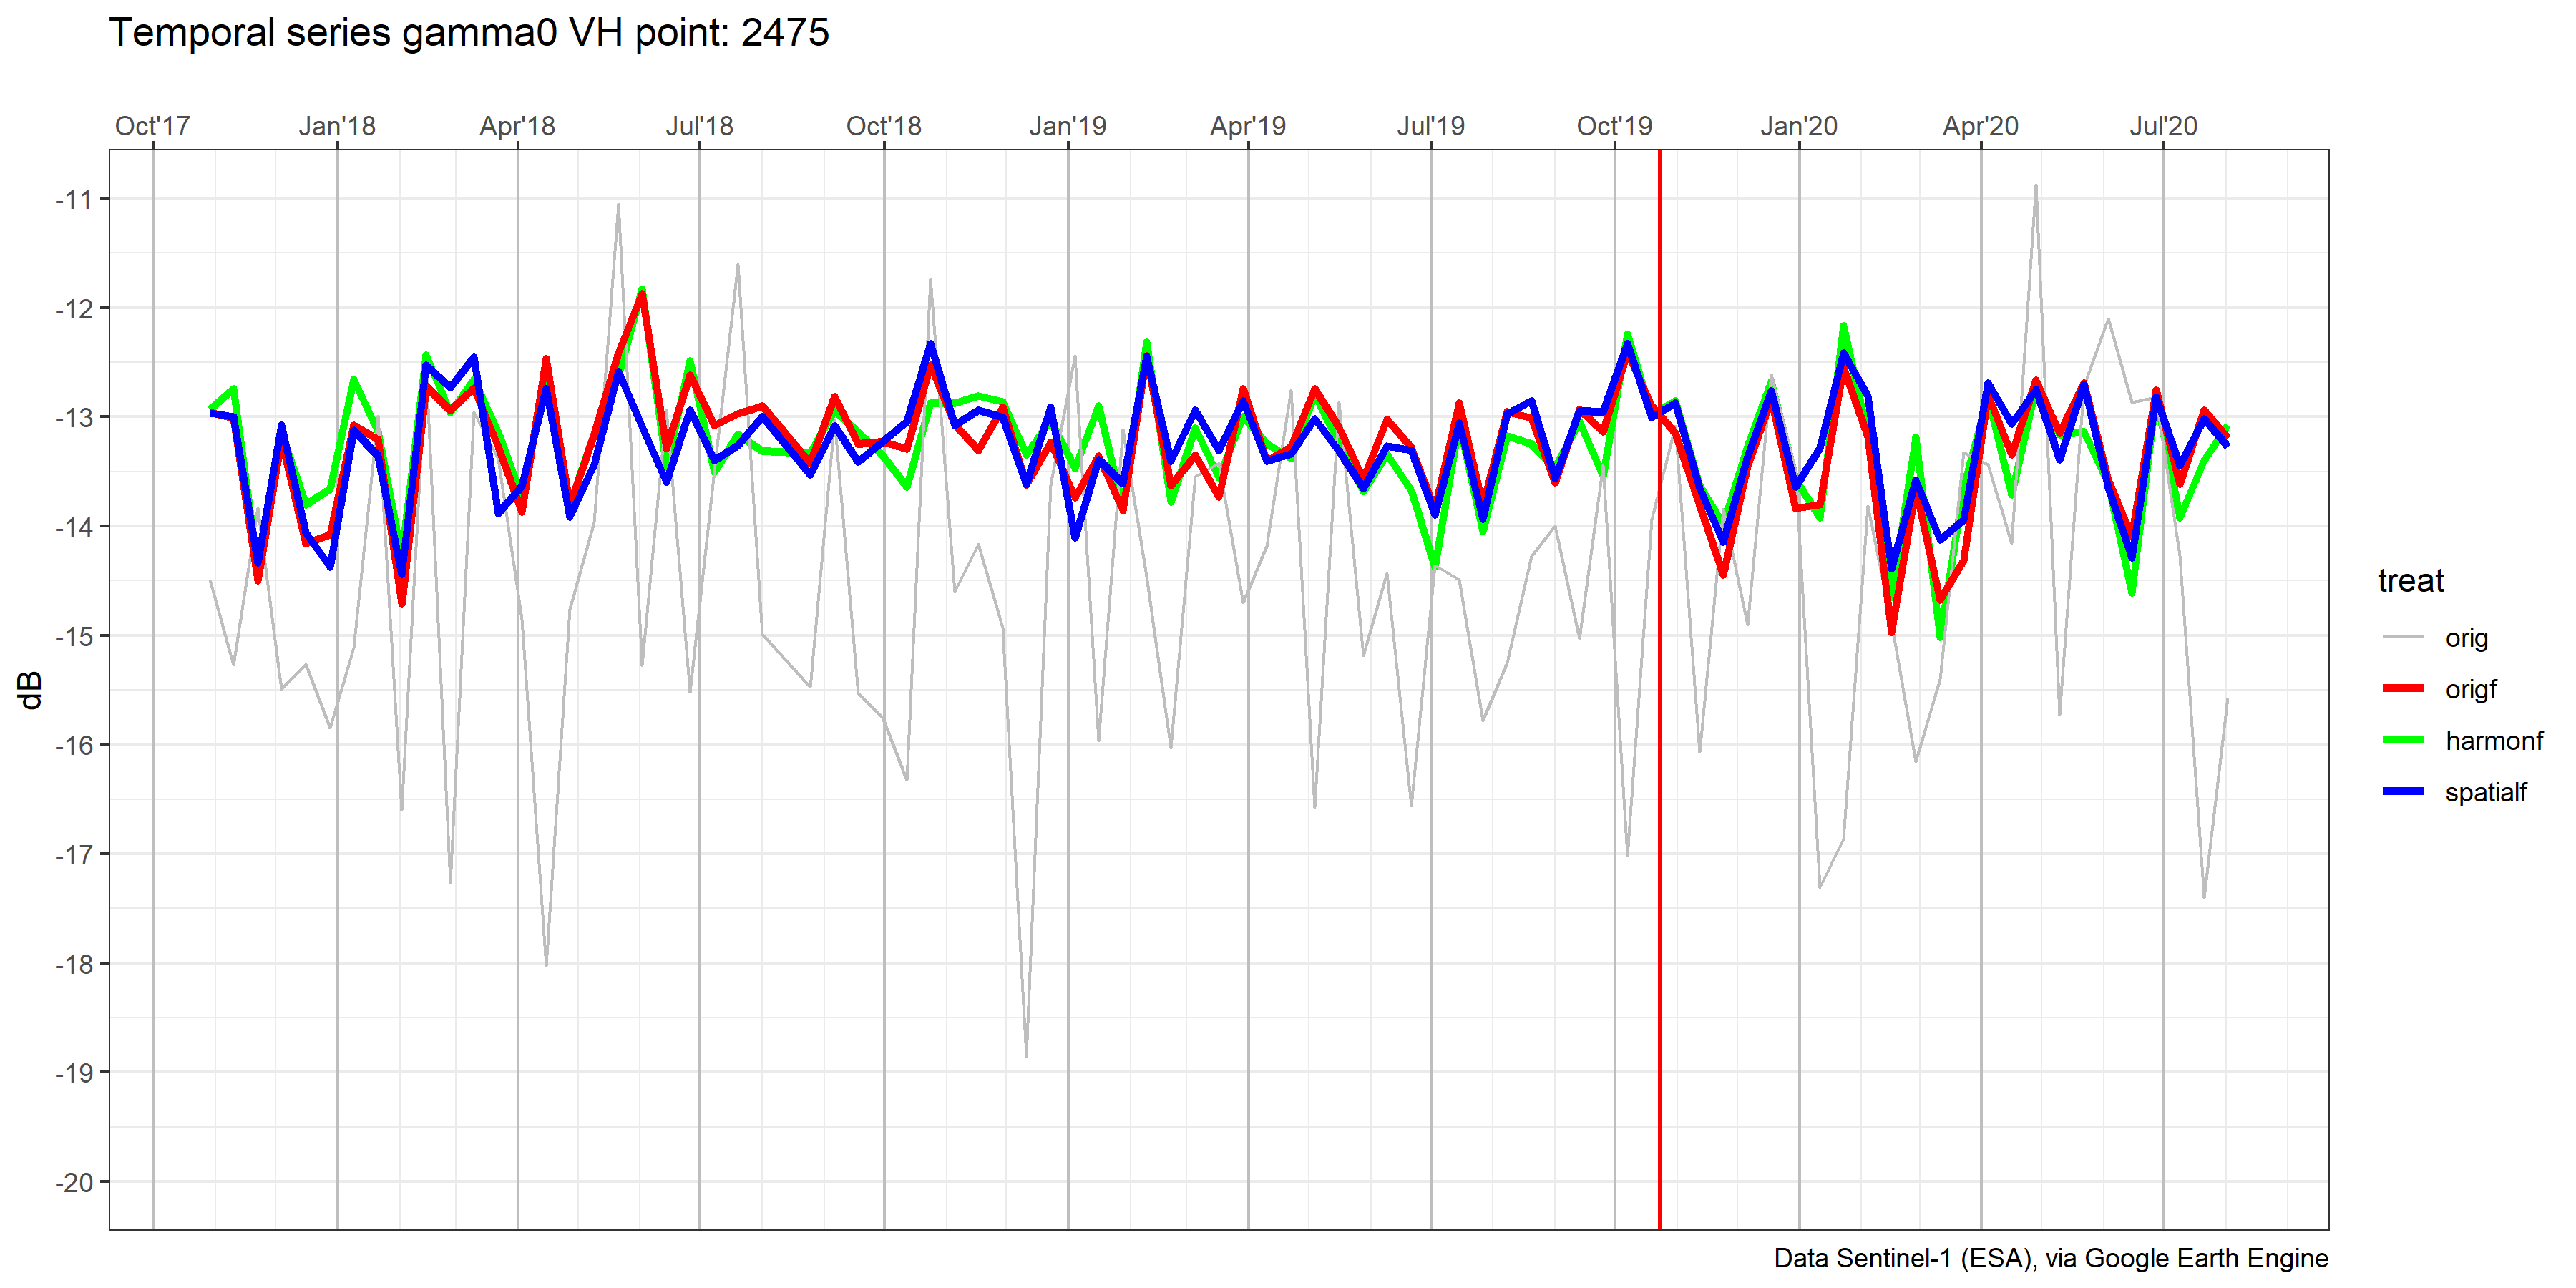 Temporal series gamma0 VH point: 2475
Oct'17 Jan'18 Apr'18 Jul'18 Oct'18 Jan'19 Apr'19 Jul'19 Oct'19 Jan'20 Apr'20 Jul'20
-11
-12
-13
-14
-15
-16
-17
-18
-19
-20
dB
treat
orig
origf
harmonf
spatialf
Data Sentinel-1 (ESA), via Google Earth Engine